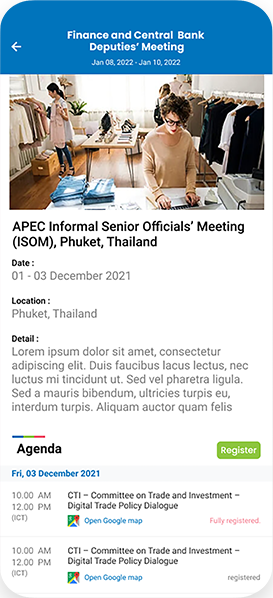 Finance and Central Bank
Deputies' Meeting
Jan 08, 2022 - Jan 10, 2022
APEC Informal Senior Officials' Meeting
(ISOM), Phuket, Thailand
Date :
01 - 03 December 2021
Location :
Phuket, Thailand
Detail :
Lorem ipsum dolor sit amet, consectetur
adipiscing elit. Duis faucibus lacus lectus, nec
luctus mi tincidunt ut. Sed vel pharetra ligula.
Sed a mauris bibendum, ultricies turpis eu,
interdum turpis. Aliquam auctor quam felis
Agenda
Register
Fri, 03 December 2021
10.00 AM
12.00 PM
(ICT)
CTI – Committee on Trade and Investment –
Digital Trade Policy Dialogue
Open Google map
Fully registered.
10.00 AM
12.00 PM
(ICT)
CTI – Committee on Trade and Investment –
Digital Trade Policy Dialogue
Open Google map
registered